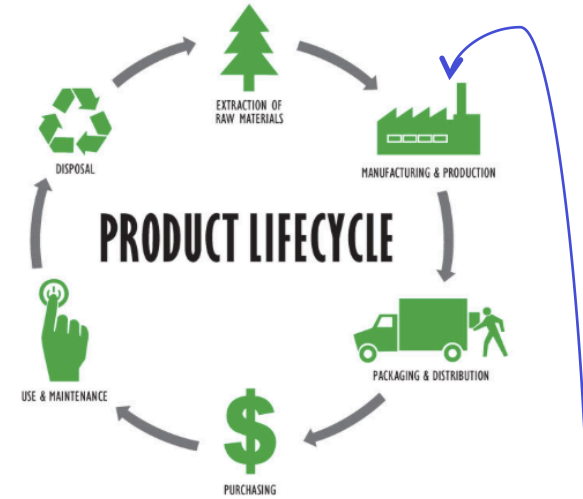 EXTRACTION OF
RAW MATERIALS
MANUFACTURING & PRODUCTION
DISPOSAL
PRODUCT LIFECYCLE
PACKAGING & DISTRIBUTION
USE & MAINTENANCE
$
PURCHASING